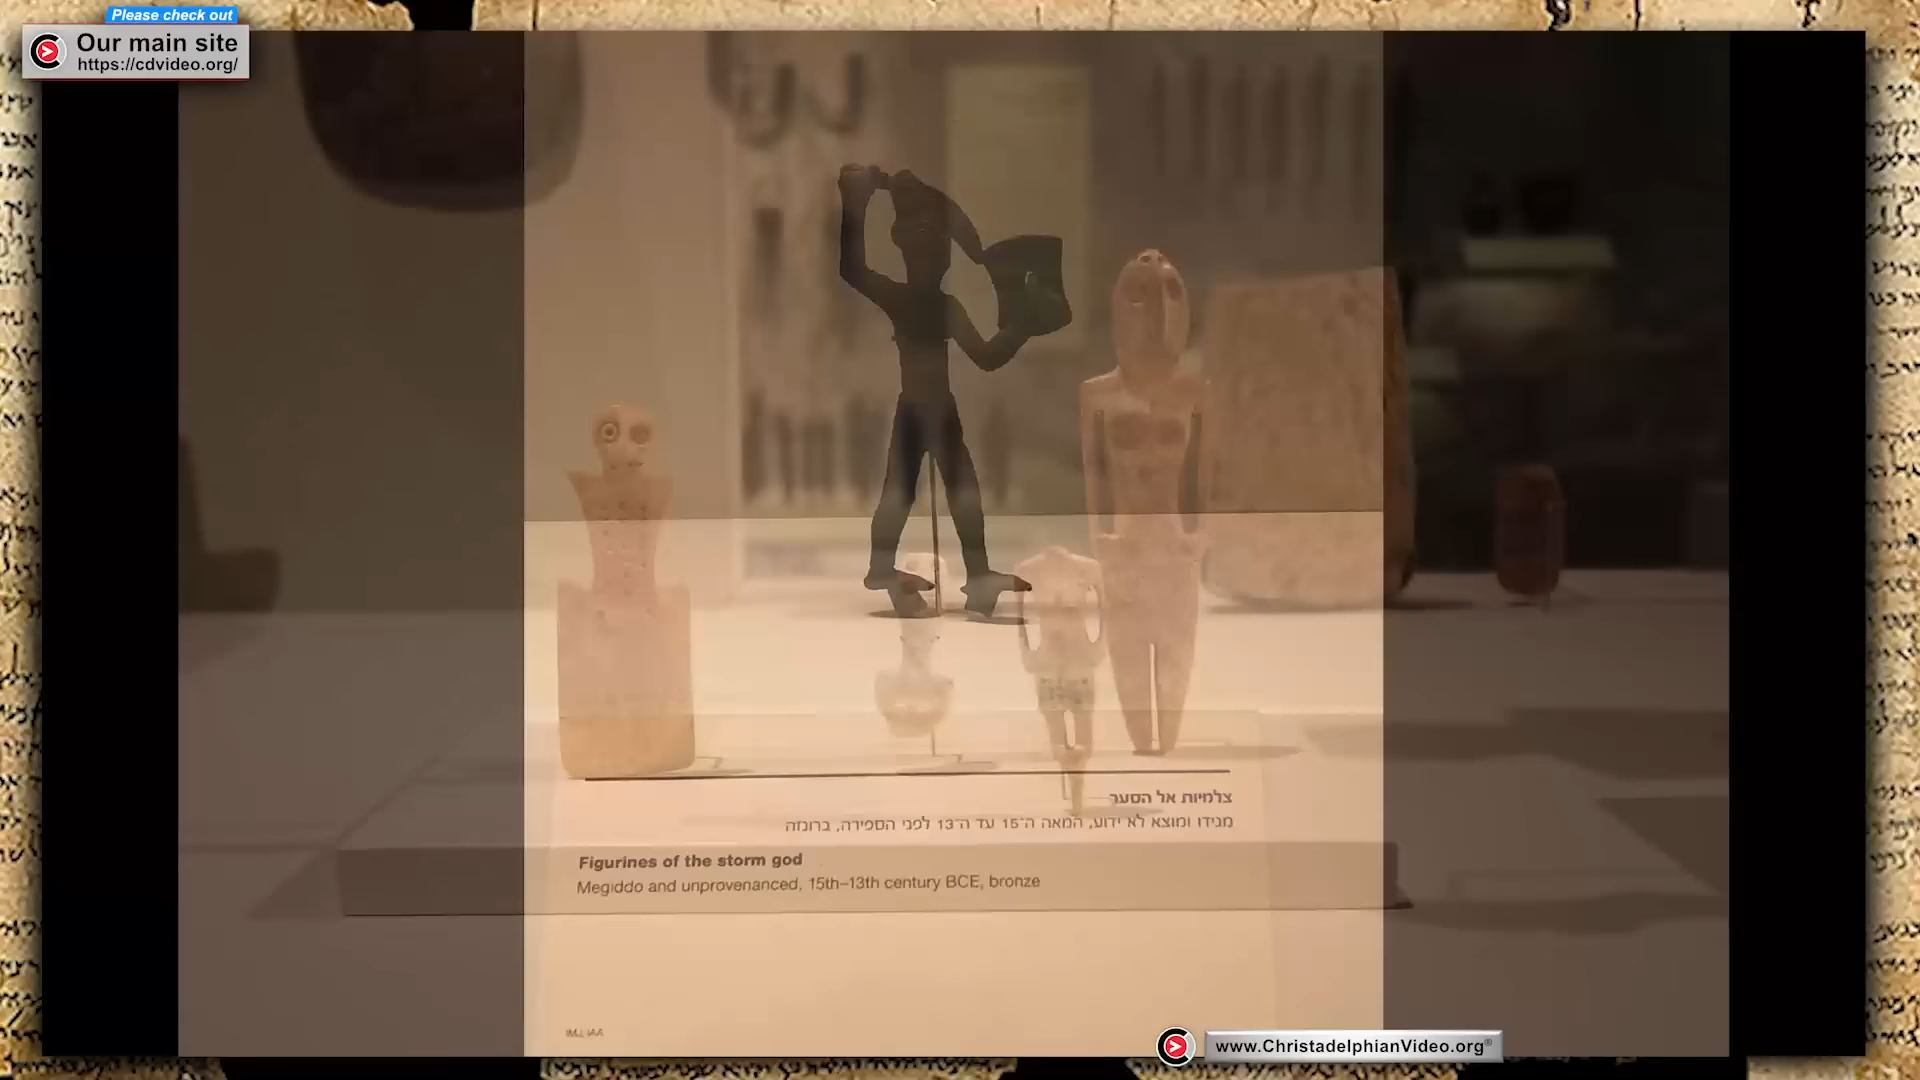 Please check out
Our main site
https://cdvideo.org/
צלמיות אל הסער
מגידו ומוצא לא ידוע, המאה ה־15 עד ה־13 לפני הספירה, ברונזה
Figurines of the storm god
Megiddo and unprovenanced, 15th–13th century BCE, bronze
IMJ, IAA
www.ChristadelphianVideo.org®